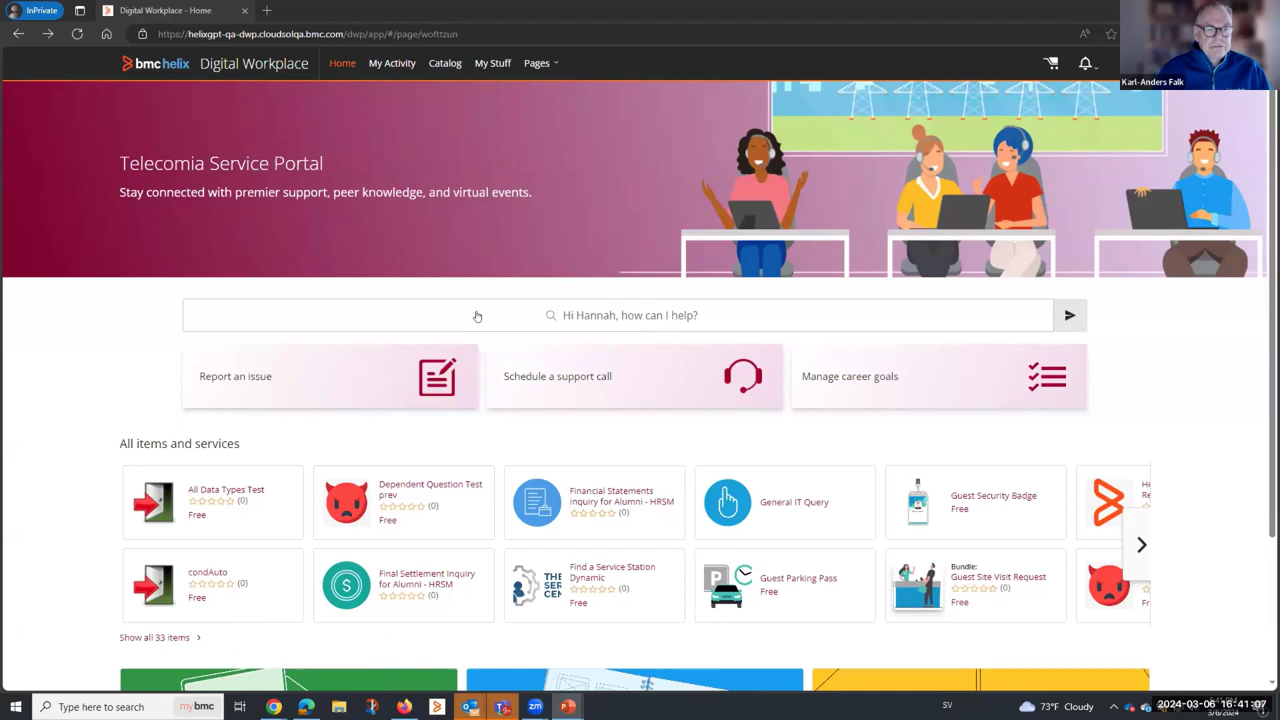 InPrivate
Digital Workplace - Home
https://helixgpt-qa-dwp.cloudsolqa.bmc.com/dwp/app/#/page/wofttzun
Karl-Anders Falk
bmc helix Digital Workplace
Home
My Activity
Catalog
My Stuff
Pages
Telecomia Service Portal
Stay connected with premier support, peer knowledge, and virtual events.
Hi Hannah, how can I help?
Report an issue
Schedule a support call
Manage career goals
All items and services
All Data Types Test
(0)
Free
Dependent Question Test
prev
(0)
Free
Financial Statements
Inquiry for Alumni - HRSM
(0)
General IT Query
Guest Security Badge
Free
condAuto
(0)
Free
Final Settlement Inquiry
for Alumni - HRSM
(0)
THE
SER
CEN
Find a Service Station
Dynamic
(0)
Free
P
Guest Parking Pass
Free
Bundle:
Guest Site Visit Request
(0)
Free
Show all 33 items
Type here to search
mybmc
SV
73°F Cloudy
2024-03-06 16:41:07